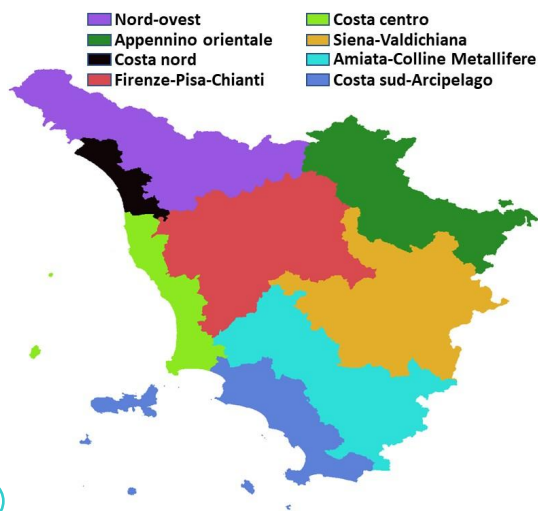 Nord-ovest
Appennino orientale
Costa nord
Firenze-Pisa-Chianti
Costa centro
Siena-Valdichiana
Amiata-Colline Metallifere
Costa sud-Arcipelago
)